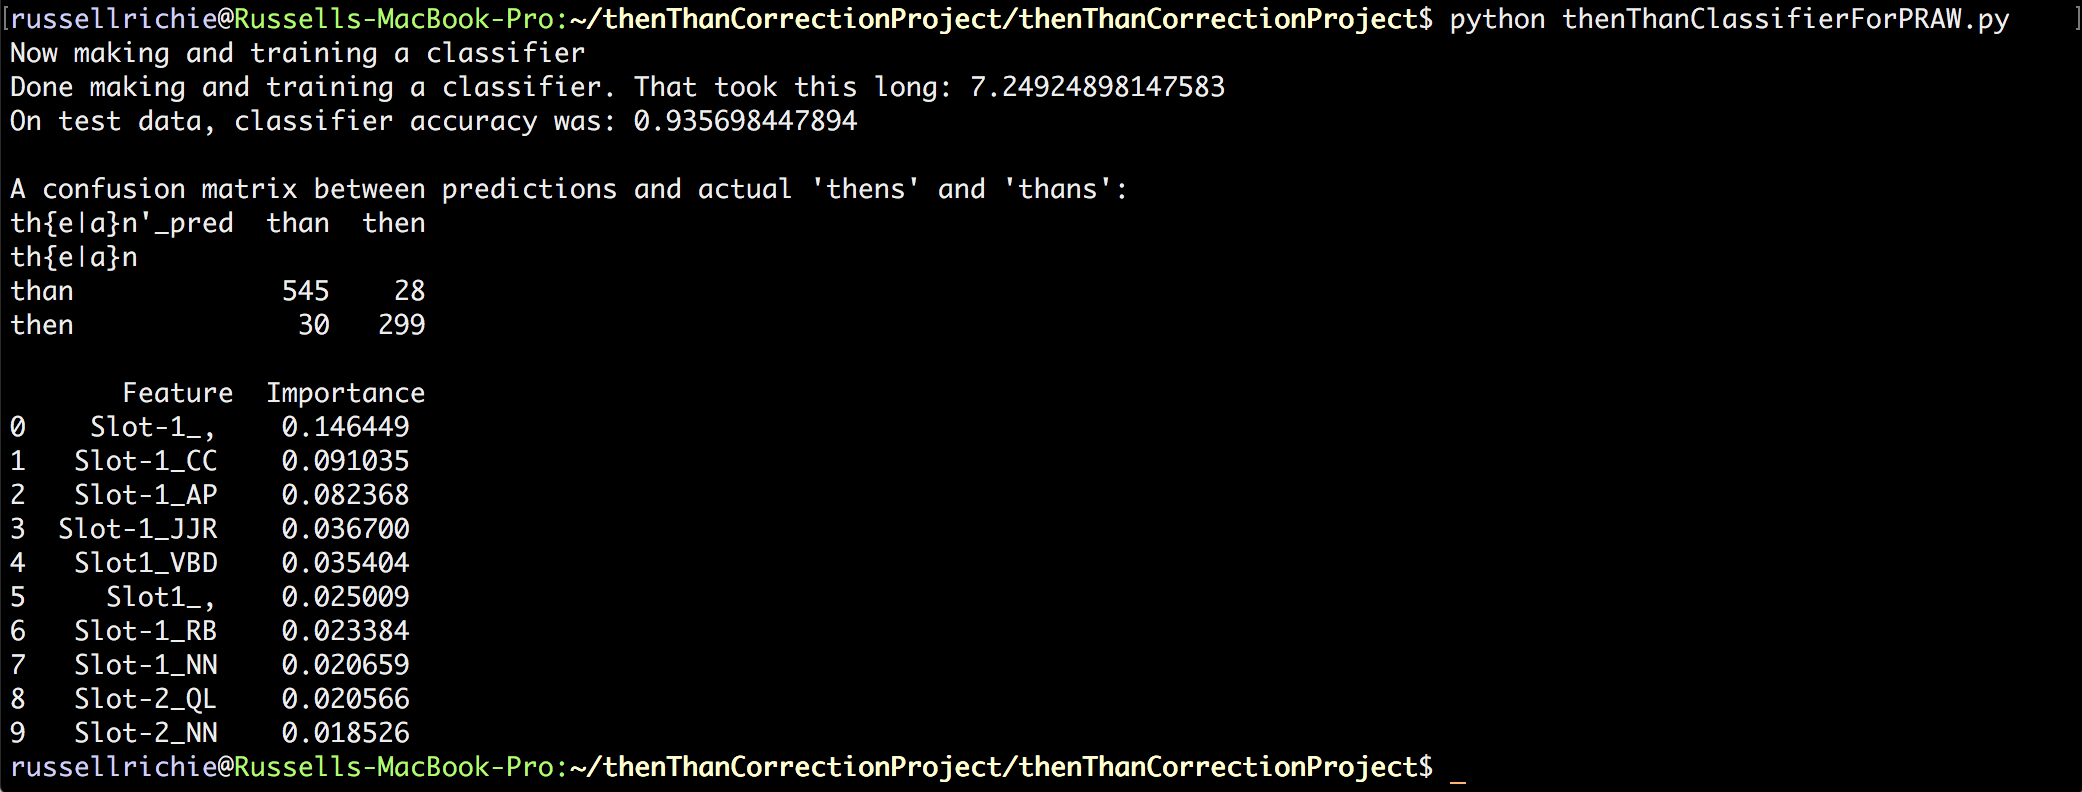 [russellrichie@Russells-MacBook-Pro:~/thenThanCorrectionProject/thenThanCorrectionProject$ python thenThanClassifierForPRAW.py ]
Now making and training a classifier
Done making and training a classifier. That took this long: 7.24924898147583
On test data, classifier accuracy was: 0.935698447894
A confusion matrix between predictions and actual 'thens' and 'thans':
th{e|a}n'_pred  than  then
th{e|a}n
than             545    28
then              30   299
       Feature  Importance
0    Slot-1_,    0.146449
1   Slot-1_CC    0.091035
2   Slot-1_AP    0.082368
3  Slot-1_JJR    0.036700
4   Slot1_VBD    0.035404
5     Slot1_,    0.025009
6   Slot-1_RB    0.023384
7   Slot-1_NN    0.020659
8   Slot-2_QL    0.020566
9   Slot-2_NN    0.018526
russellrichie@Russells-MacBook-Pro:~/thenThanCorrectionProject/thenThanCorrectionProject$ _